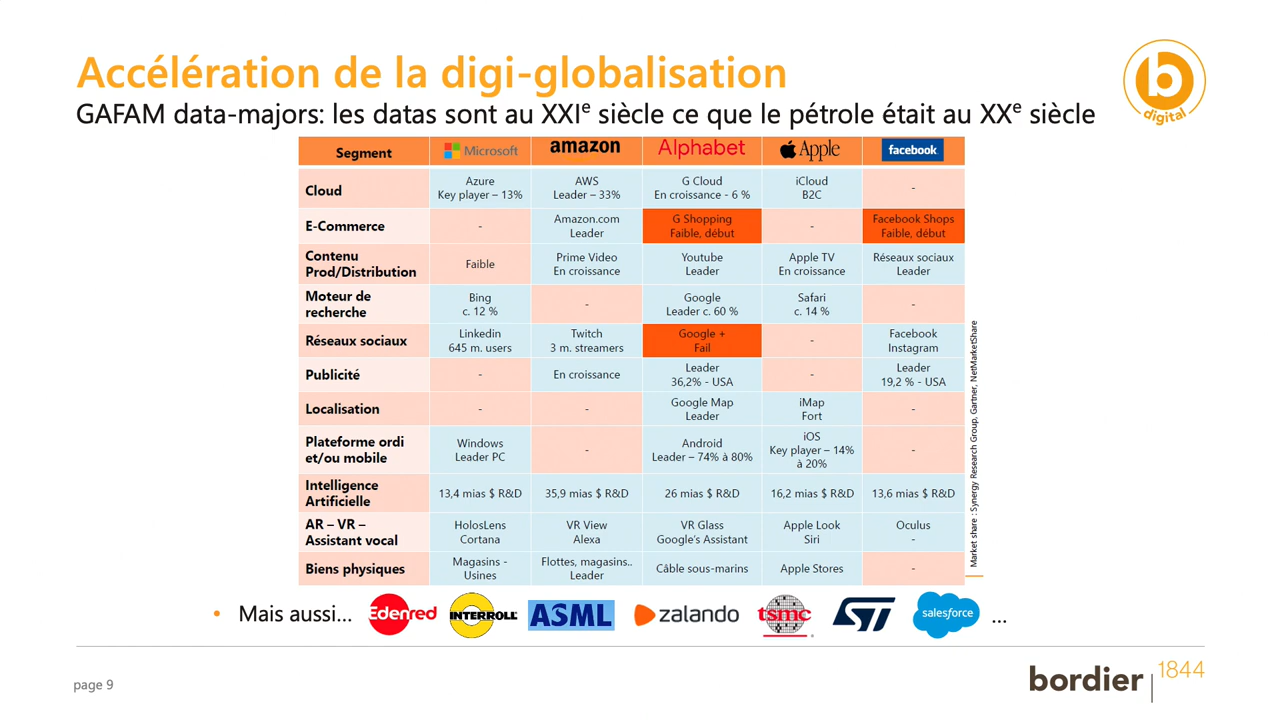 Accélération de la digi-globalisation
b
digital
GAFAM data-majors: les datas sont au XXIe siècle ce que le pétrole était au XXe siècle
Segment
Microsoft
amazon
Alphabet
Apple
facebook
Cloud
Azure
Key player – 13%
AWS
Leader – 33%
G Cloud
En croissance - 6 %
iCloud
B2C
-
E-Commerce
-
Amazon.com
Leader
G Shopping
Faible, début
-
Facebook Shops
Faible, début
Contenu
Prod/Distribution
Faible
Prime Video
En croissance
Youtube
Leader
Apple TV
En croissance
Réseaux sociaux
Leader
Moteur de
recherche
Bing
c. 12 %
-
Google
Leader c. 60 %
Safari
c. 14 %
-
Réseaux sociaux
Linkedin
645 m. users
Twitch
3 m. streamers
Google +
Fail
-
Facebook
Instagram
Publicité
-
En croissance
Leader
36,2% - USA
-
Leader
19,2 % - USA
Localisation
-
-
Google Map
Leader
iMap
Fort
-
Plateforme ordi
et/ou mobile
Windows
Leader PC
-
Android
Leader – 74% à 80%
iOS
Key player – 14%
à 20%
-
Intelligence
Artificielle
13,4 mias $ R&D
35,9 mias $ R&D
26 mias $ R&D
16,2 mias $ R&D
13,6 mias $ R&D
AR – VR –
Assistant vocal
HolosLens
Cortana
VR View
Alexa
VR Glass
Google's Assistant
Apple Look
Siri
Oculus
-
Biens physiques
Magasins -
Usines
Flottes, magasins..
Leader
Câble sous-marins
Apple Stores
-
Market share : Synergy Research Group, Gartner, NetMarketShare
• Mais aussi...
Edenred
INTERROLL
ASML
zalando
tsmc
ST
salesforce
...
page 9
bordier 1844